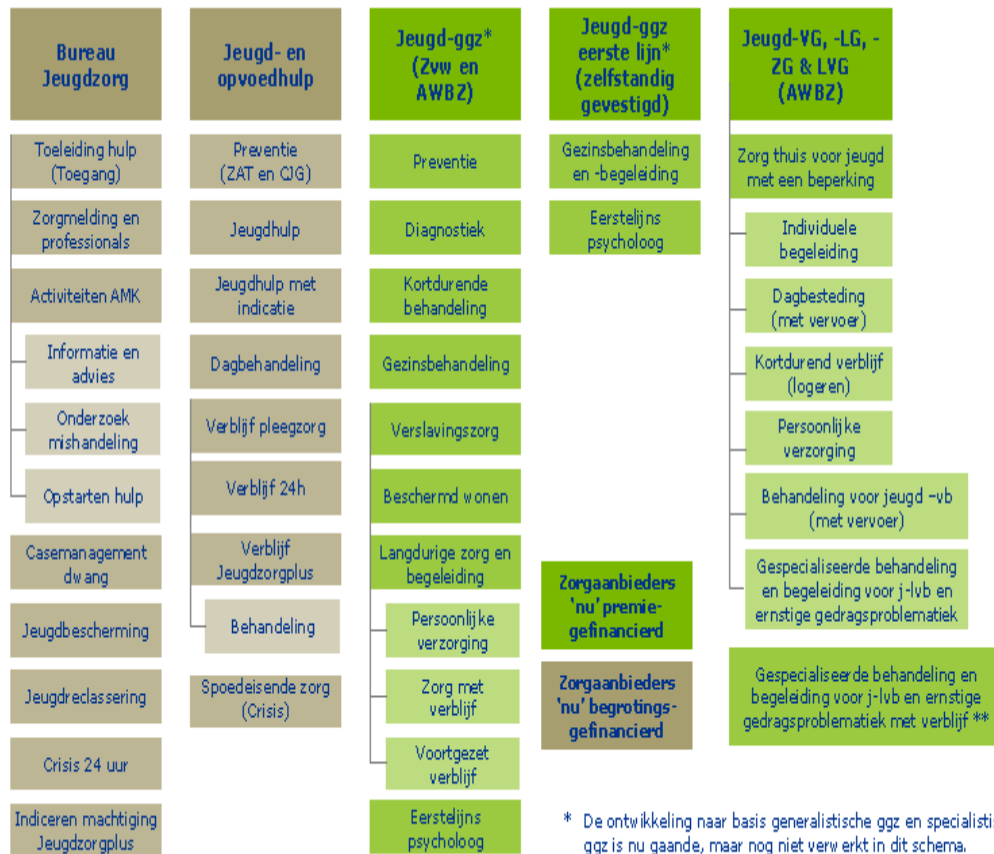 Bureau
Jeugdzorg
Toeleiding hulp
(Toegang)
Zorgmelding en
professionals
Activiteiten AMK
Informatie en
advies
Onderzoek
mishandeling
Opstarten hulp
Casemanagement
dwang
Jeugdbescherming
Jeugdreclassering
Crisis 24 uur
Indiceren machtiging
Jeugdzorgplus
Jeugd- en
opvoedhulp
Preventie
(ZAT en CJG)
Jeugdhulp
Jeugdhulp met
indicatie
Dagbehandeling
Verblijf pleegzorg
Verblijf 24h
Verblijf
Jeugdzorgplus
Behandeling
Spoedeisende zorg
(Crisis)
Jeugd-ggz*
(Zvw en
AWBZ)
Preventie
Diagnostiek
Kortdurende
behandeling
Gezinsbehandeling
Verslavingszorg
Beschermd wonen
Langdurige zorg en
begeleiding
Persoonlijke
verzorging
Zorg met
verblijf
Voortgezet
verblijf
Eerstelijns
psycholoog
Jeugd-ggz
eerste lijn*
(zelfstandig
gevestigd)
Gezinsbehandeling
en -begeleiding
Eerstelijns
psycholoog
Zorgaanbieders
'nu' premie-
gefinancierd
Zorgaanbieders
'nu' begrotings-
gefinancierd
Jeugd-VG, -LG, -
ZG & LVG
(AWBZ)
Zorg thuis voor jeugd
met een beperking
Individuele
begeleiding
Dagbesteding
(met vervoer)
Kortdurend verblijf
(logeren)
Persoonlijke
verzorging
Behandeling voor jeugd -vb
(met vervoer)
Gespecialiseerde behandeling
en begeleiding voor j-lvb en
ernstige gedragsproblematiek
Gespecialiseerde behandeling en
begeleiding voor j-lvb en ernstige
gedragsproblematiek met verblijf **
* De ontwikkeling naar basis generalistische ggz en specialistis
ggz is nu gaande, maar nog niet verwerkt in dit schema.